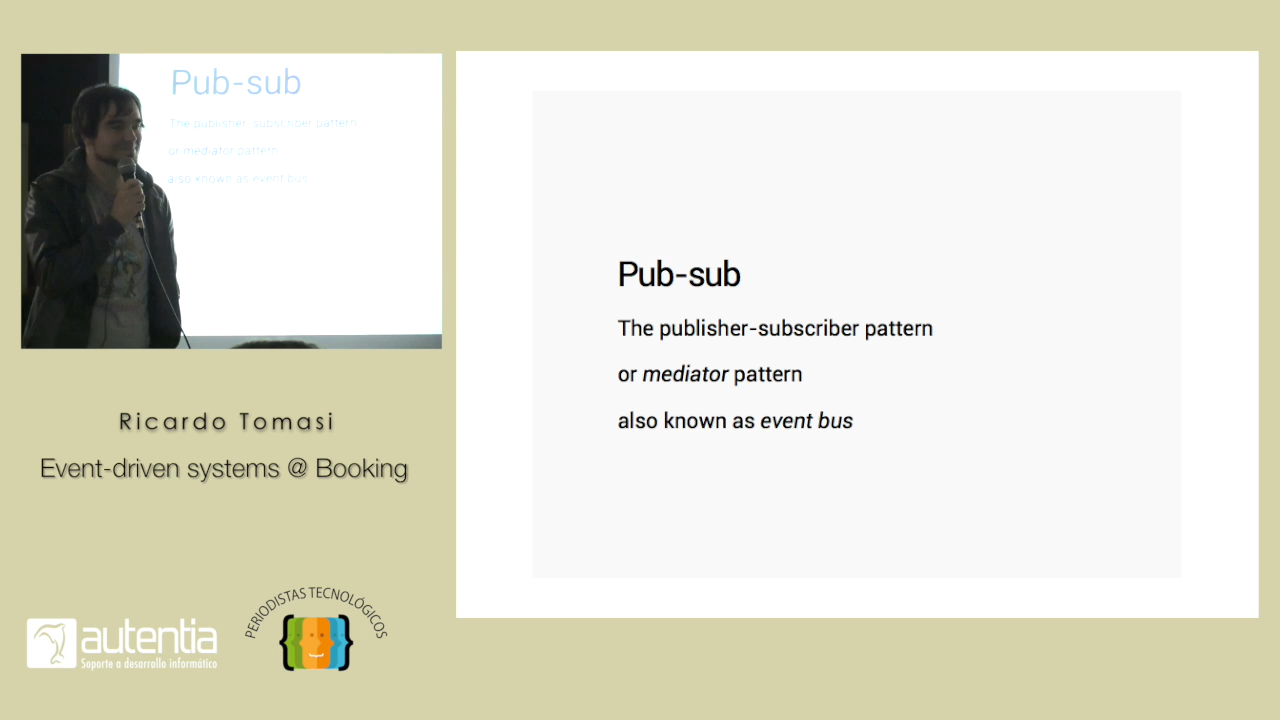 Pub-sub
The publisher-subscriber pattern
or mediator pattern
also known as event bus
Pub-sub
The publisher-subscriber pattern
or mediator pattern
also known as event bus
Ricardo Tomasi
Event-driven systems @ Booking
autentia
Soporte a desarrollo informático
PERIODISTAS TECNOLÓGICOS